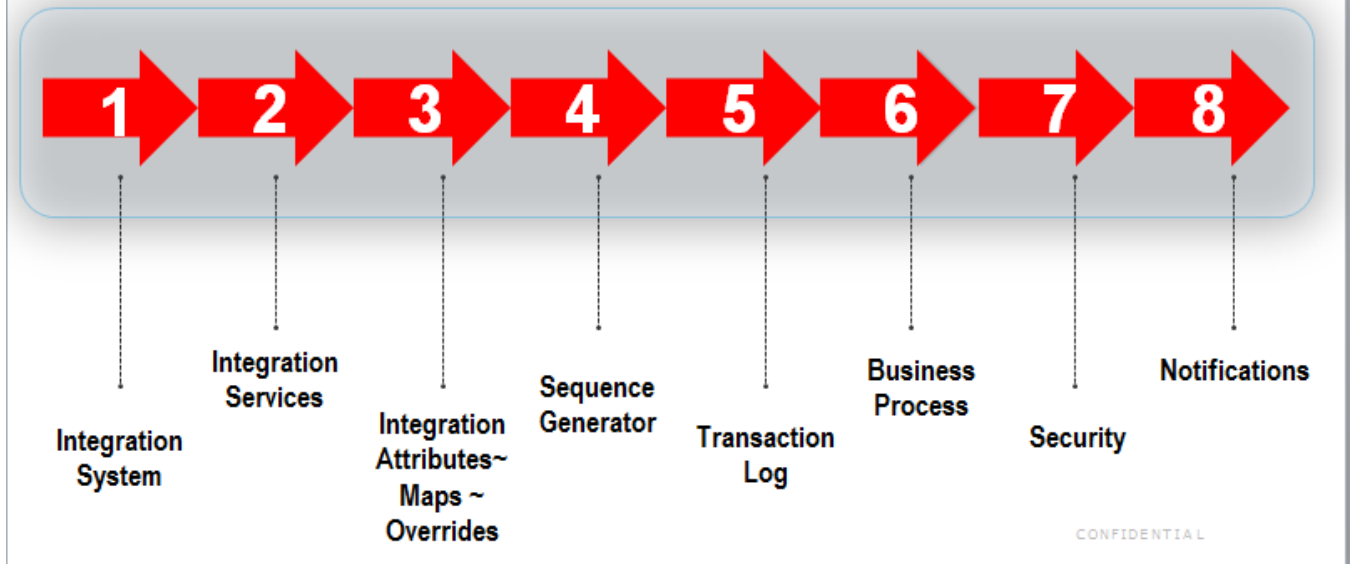 1 2 3 4 5 6 7 8
Integration
System
Integration
Services
Integration
Attributes~
Maps ~
Overrides
Sequence
Generator
Transaction
Log
Business
Process
Security
Notifications
CONFIDENTIAL